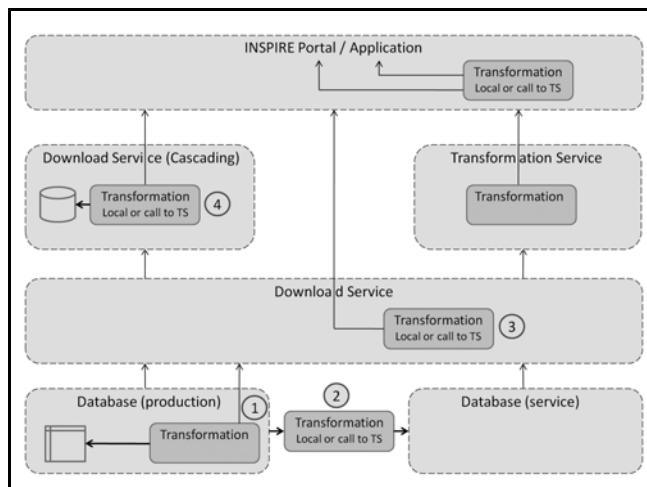 INSPIRE Portal / Application
Transformation
Local or call to TS
Download Service (Cascading)
Transformation
Local or call to TS
4
Transformation Service
Transformation
Download Service
Transformation
Local or call to TS
3
Database (production)
1
Transformation
2
Transformation
Local or call to TS
Database (service)